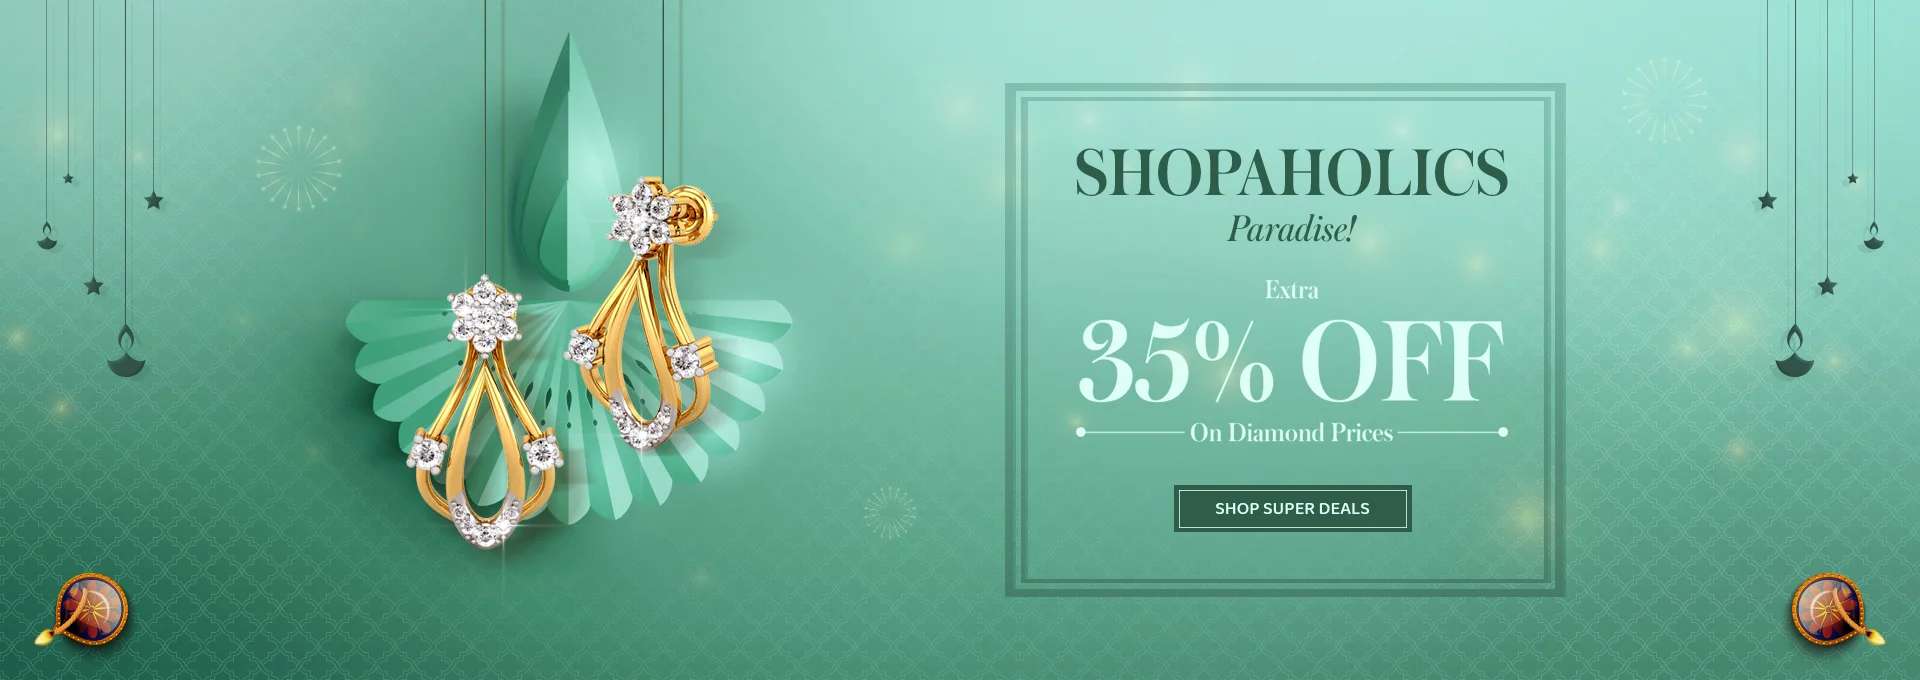 SHOPAHOLICS
Paradise!
Extra
35% OFF
On Diamond Prices
SHOP SUPER DEALS